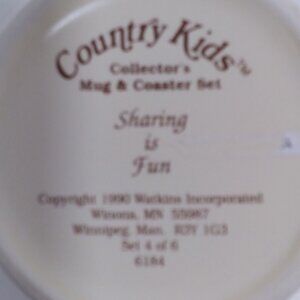 Country Kids™
Collector's
Mug & Coaster Set
Sharing
is
Fun
Copyright 1990 Watkins Incorporated
Winona, MN 55987
Winnipeg, Man. R3Y 1G3
Set 4 of 6
6184